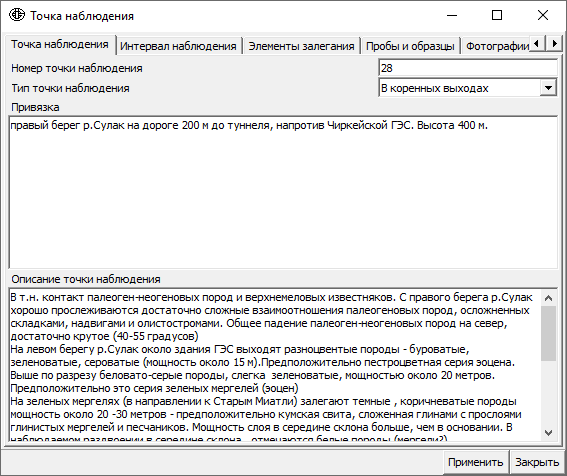 Точка наблюдения
Точка наблюдения Интервал наблюдения Элементы залегания Пробы и образцы Фотографии
Номер точки наблюдения 28
Тип точки наблюдения В коренных выходах
Привязка
правый берег р.Сулак на дороге 200 м до туннеля, напротив Чиркейской ГЭС. Высота 400 м.
Описание точки наблюдения
В т.н. контакт палеоген-неогеновых пород и верхнемеловых известняков. С правого берега р.Сулак
хорошо прослеживаются достаточно сложные взаимоотношения палеогеновых пород, осложненных
складками, надвигами и олистостромами. Общее падение палеоген-неогеновых пород на север,
достаточно крутое (40-55 градусов)
На левом берегу р.Сулак около здания ГЭС выходят разноцветные породы - буроватые,
зеленоватые, сероватые (мощность около 15 м).Предположительно пестроцветная серия эоцена.
Выше по разрезу беловато-серые породы, слегка зеленоватые, мощностью около 20 метров.
Предположительно это серия зеленых мергелей (эоцен)
На зеленых мергелях (в направлении к Старым Миатли) залегают темные , коричневатые породы
мощность около 20 -30 метров - предположительно кумская свита, сложенная глинами с прослоями
глинистых мергелей и песчаников. Мощность слоя в середине склона больше, чем в основании. В
наблюдаемом раздвоении в середине склона , отмечаются белые породы (мергели?)
Применить Закрыть